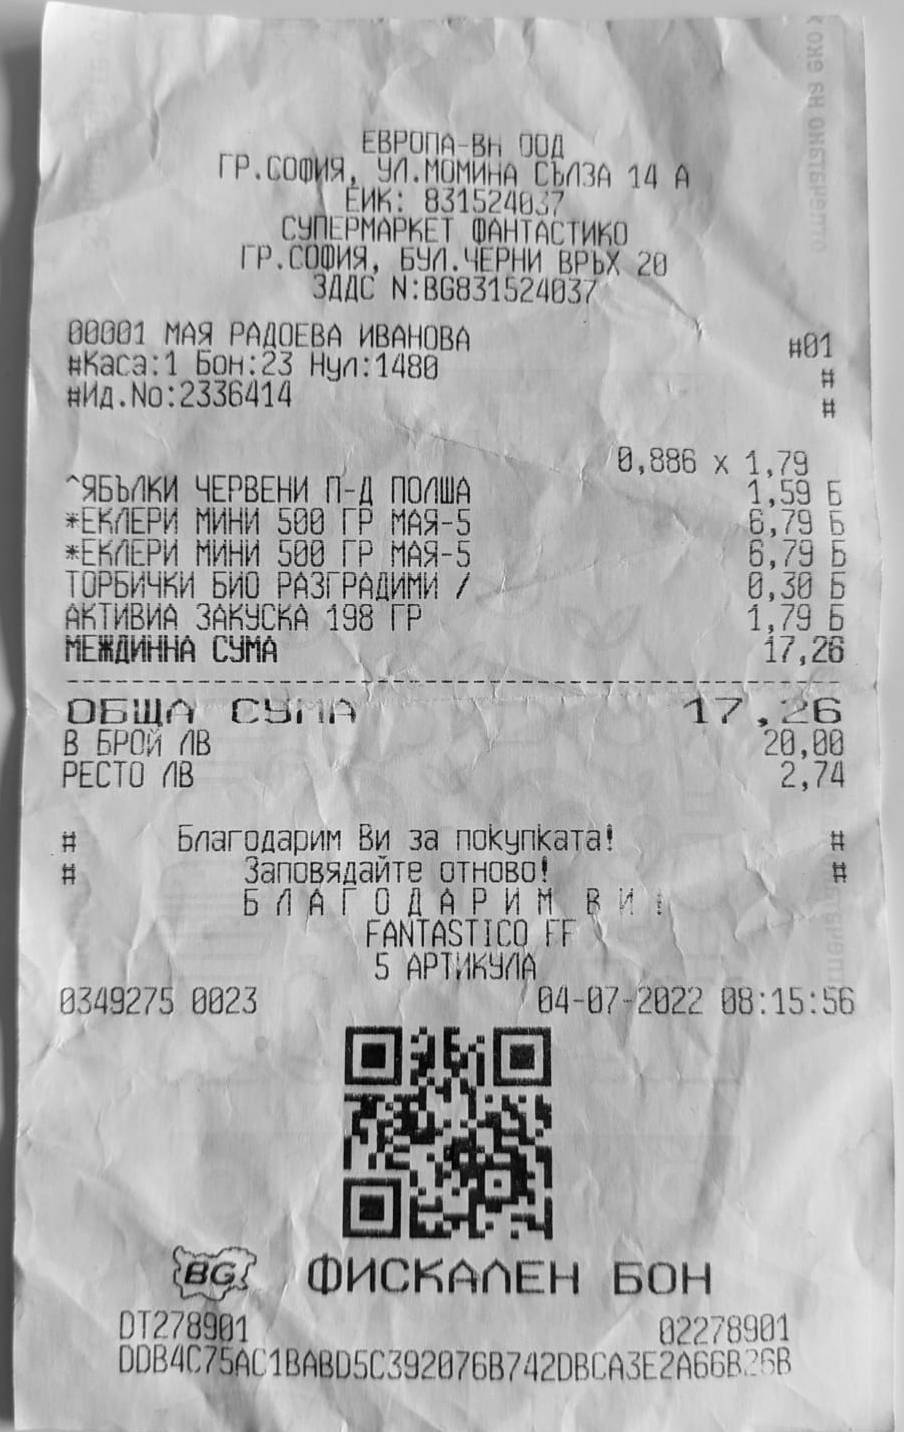 ЕВРОПА-ВН ООД
ГР.СОФИЯ, УЛ.МОМИНА СЪЛЗА 14 А
ЕИК: 831524037
СУПЕРМАРКЕТ ФАНТАСТИКО
ГР.СОФИЯ, БУЛ.ЧЕРНИ ВРЪХ 20
ЗДДС N:BG831524037
00001 МАЯ РАДОЕВА ИВАНОВА #01
#Каса:1 Бон:23 Нул:1480 #
#Ид.No:2336414 #
0,886 x 1,79
^ЯБЪЛКИ ЧЕРВЕНИ П-Д ПОЛША 1,59 Б
*ЕКЛЕРИ МИНИ 500 ГР МАЯ-5 6,79 Б
*ЕКЛЕРИ МИНИ 500 ГР МАЯ-5 6,79 Б
ТОРБИЧКИ БИО РАЗГРАДИМИ / 0,30 Б
АКТИВИА ЗАКУСКА 198 ГР 1,79 Б
МЕЖДИННА СУМА 17,26
ОБЩА СУМА 17,26
В БРОЙ ЛВ 20,00
РЕСТО ЛВ 2,74
# Благодарим Ви за покупката! #
# Заповядайте отново! #
Б Л А Г О Д А Р И М В И !
FANTASTICO FF
5 АРТИКУЛА
0349275 0023 04-07-2022 08:15:56
BG ФИСКАЛЕН БОН
DT278901 02278901
DDB4C75AC1BABD5C392076B742DBCA3E2A66B26B